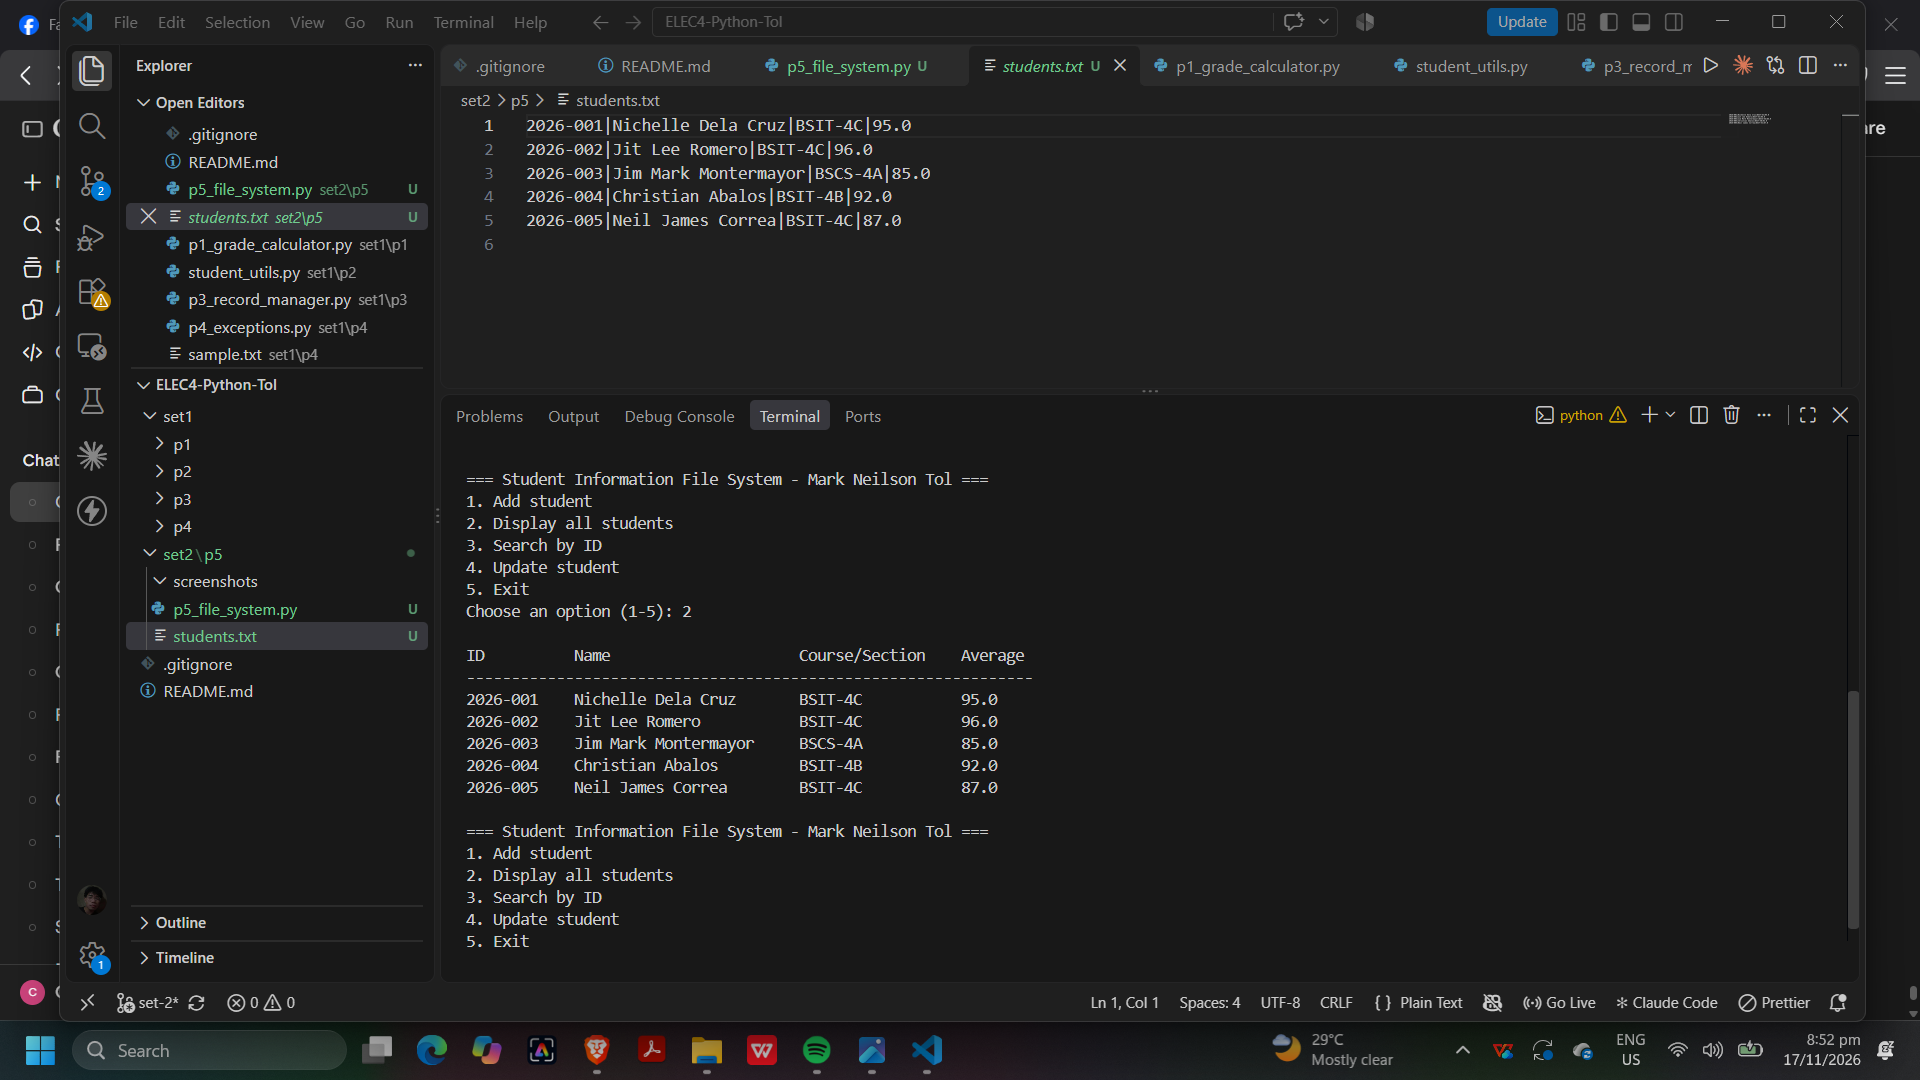 File Edit Selection View Go Run Terminal Help
ELEC4-Python-Tol
Update
Explorer
Open Editors
.gitignore
README.md
p5_file_system.py set2\p5 U
students.txt set2\p5 U
p1_grade_calculator.py set1\p1
student_utils.py set1\p2
p3_record_manager.py set1\p3
p4_exceptions.py set1\p4
sample.txt set1\p4
ELEC4-Python-Tol
set1
p1
p2
p3
p4
set2\p5
screenshots
p5_file_system.py U
students.txt U
.gitignore
README.md
Outline
Timeline
Chat
.gitignore README.md p5_file_system.py U students.txt U p1_grade_calculator.py student_utils.py p3_record_m
set2 > p5 > students.txt
1 2026-001|Nichelle Dela Cruz|BSIT-4C|95.0
2 2026-002|Jit Lee Romero|BSIT-4C|96.0
3 2026-003|Jim Mark Montermayor|BSCS-4A|85.0
4 2026-004|Christian Abalos|BSIT-4B|92.0
5 2026-005|Neil James Correa|BSIT-4C|87.0
6
Problems Output Debug Console Terminal Ports
python
=== Student Information File System - Mark Neilson Tol ===
1. Add student
2. Display all students
3. Search by ID
4. Update student
5. Exit
Choose an option (1-5): 2
ID Name Course/Section Average
---------------------------------------------------------------
2026-001 Nichelle Dela Cruz BSIT-4C 95.0
2026-002 Jit Lee Romero BSIT-4C 96.0
2026-003 Jim Mark Montermayor BSCS-4A 85.0
2026-004 Christian Abalos BSIT-4B 92.0
2026-005 Neil James Correa BSIT-4C 87.0
=== Student Information File System - Mark Neilson Tol ===
1. Add student
2. Display all students
3. Search by ID
4. Update student
5. Exit
set-2* 0 0
Ln 1, Col 1 Spaces: 4 UTF-8 CRLF {} Plain Text Go Live Claude Code Prettier
Search
29°C
Mostly clear
ENG
US
8:52 pm
17/11/2026